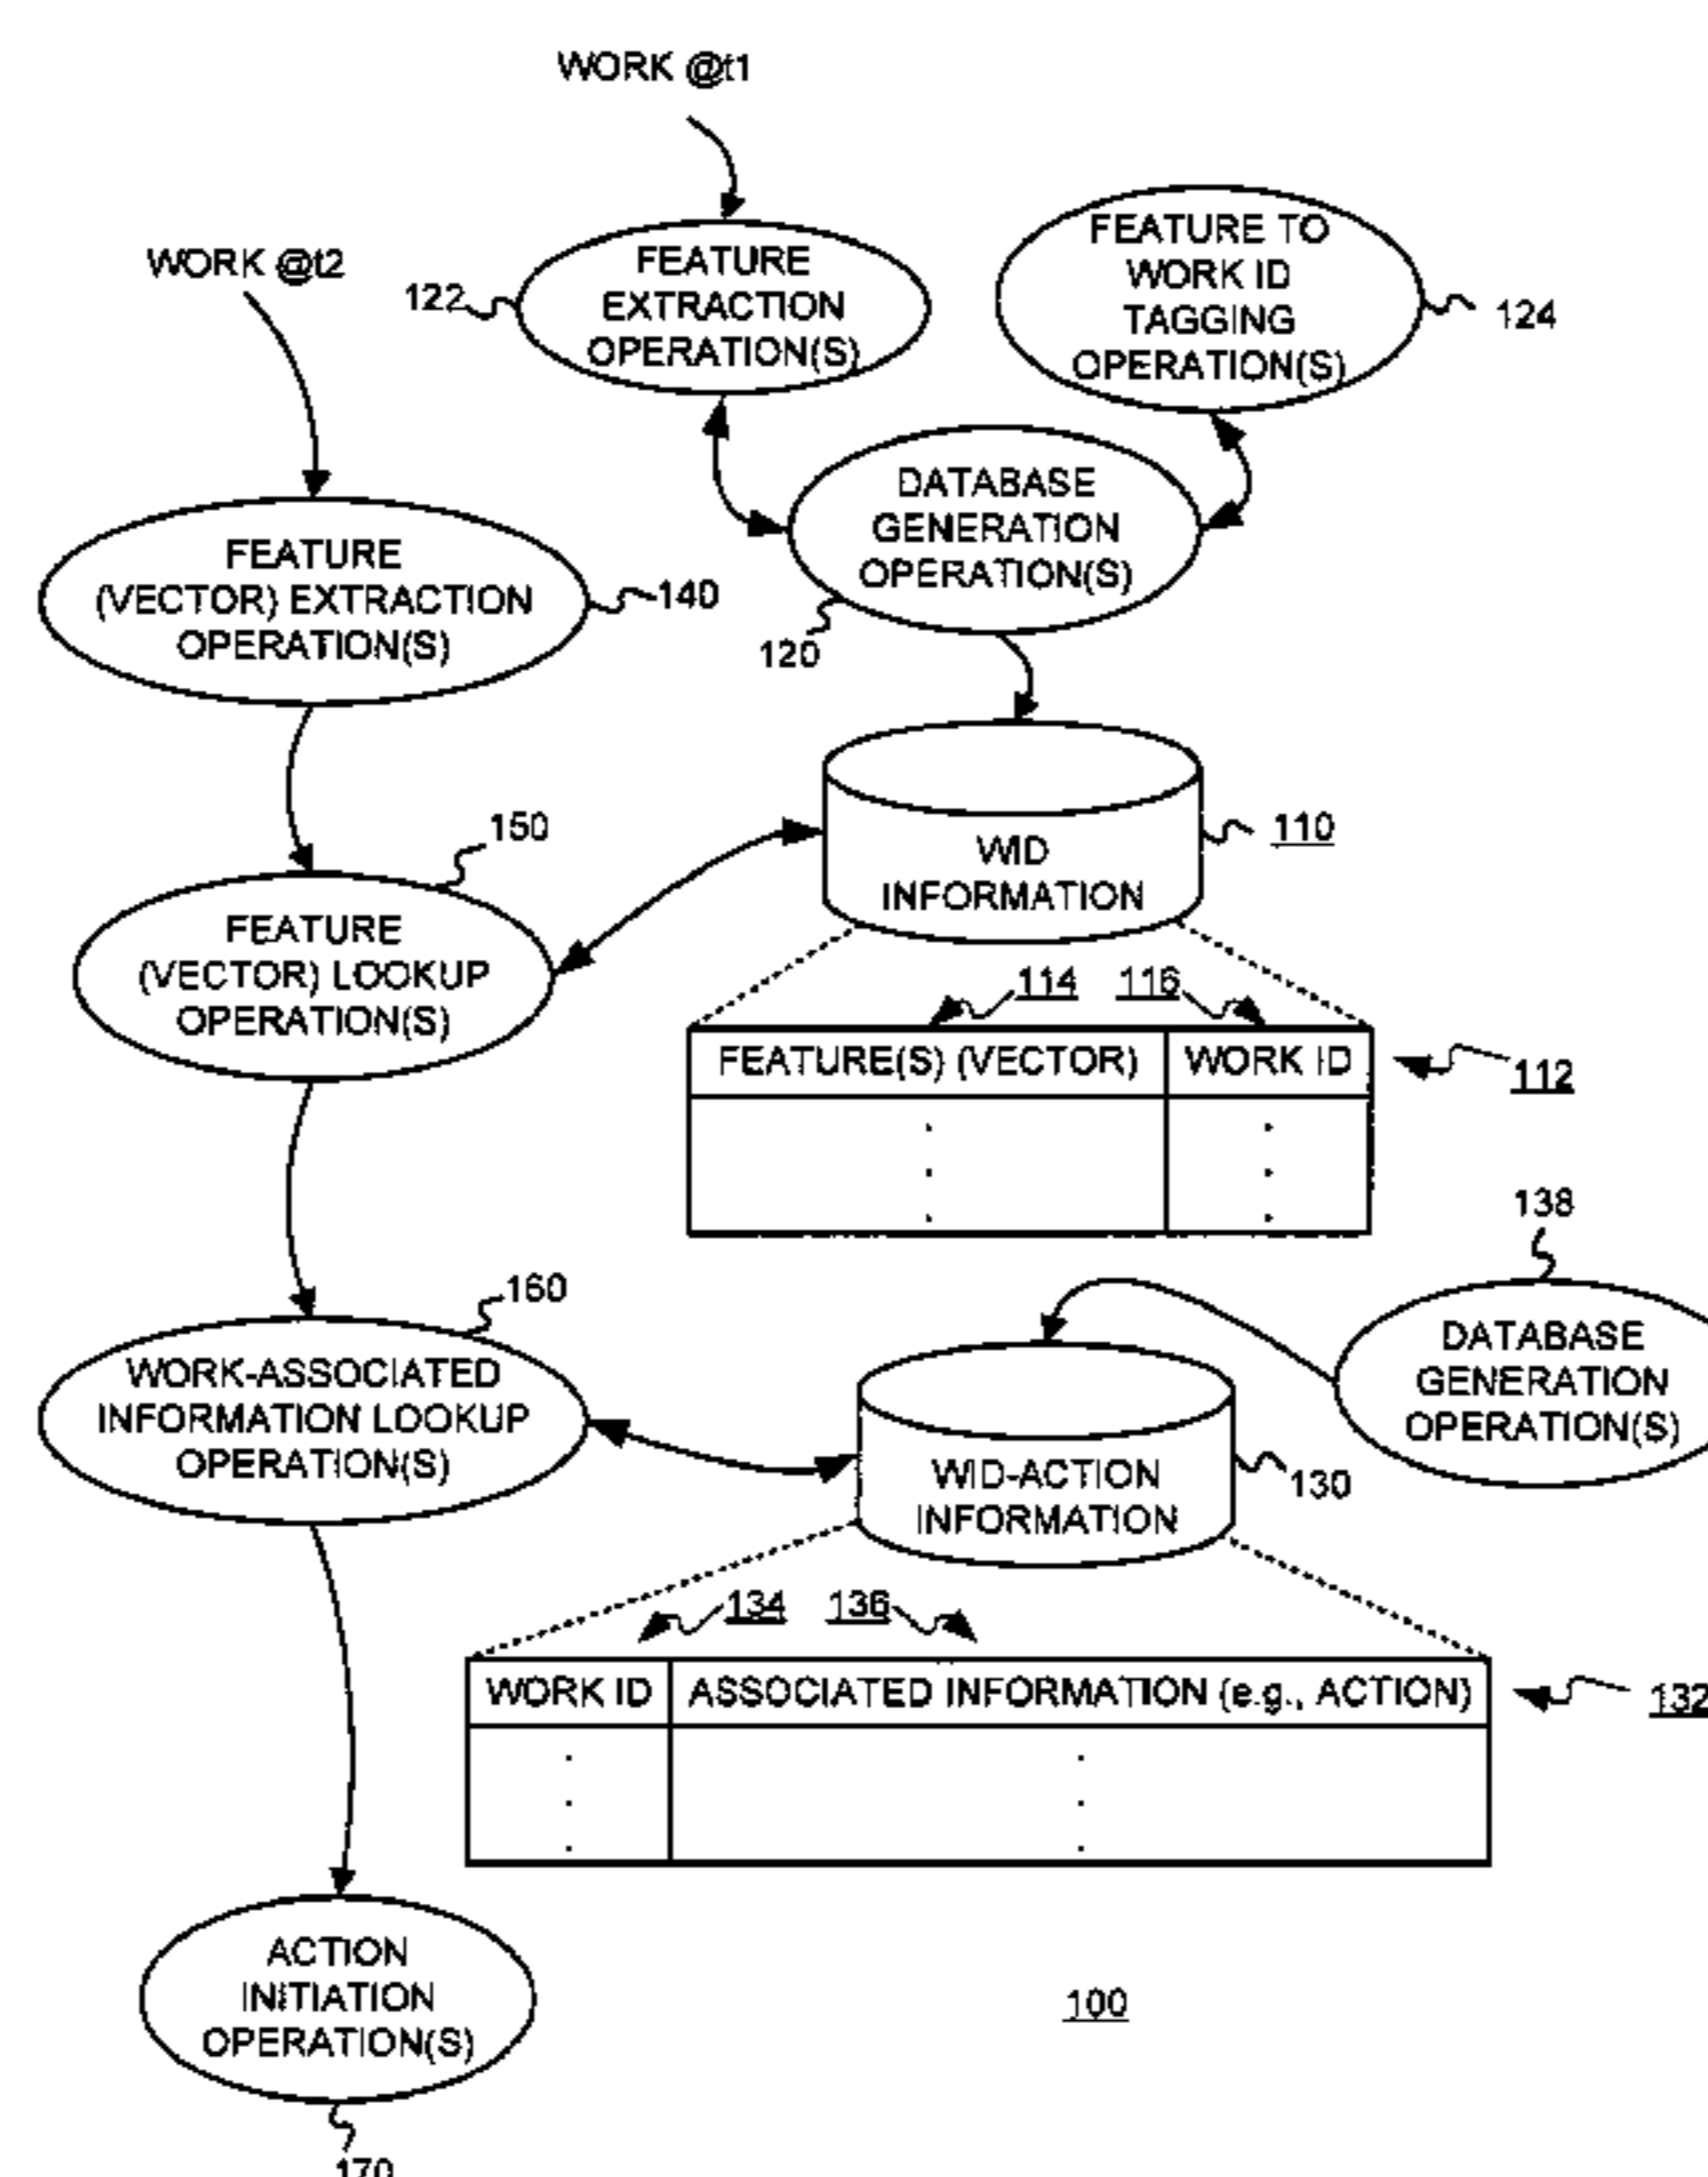 WORK @t1
WORK @t2
122
FEATURE
EXTRACTION
OPERATION(S)
FEATURE TO
WORK ID
TAGGING
OPERATION(S)
124
DATABASE
GENERATION
OPERATION(S)
120
FEATURE
(VECTOR) EXTRACTION
OPERATION(S)
140
150
FEATURE
(VECTOR) LOOKUP
OPERATION(S)
WID
INFORMATION
110
114
116
FEATURE(S) (VECTOR)
WORK ID
112
138
DATABASE
GENERATION
OPERATION(S)
160
WORK-ASSOCIATED
INFORMATION LOOKUP
OPERATION(S)
WID-ACTION
INFORMATION
130
134
136
WORK ID
ASSOCIATED INFORMATION (e.g., ACTION)
132
ACTION
INITIATION
OPERATION(S)
100
170